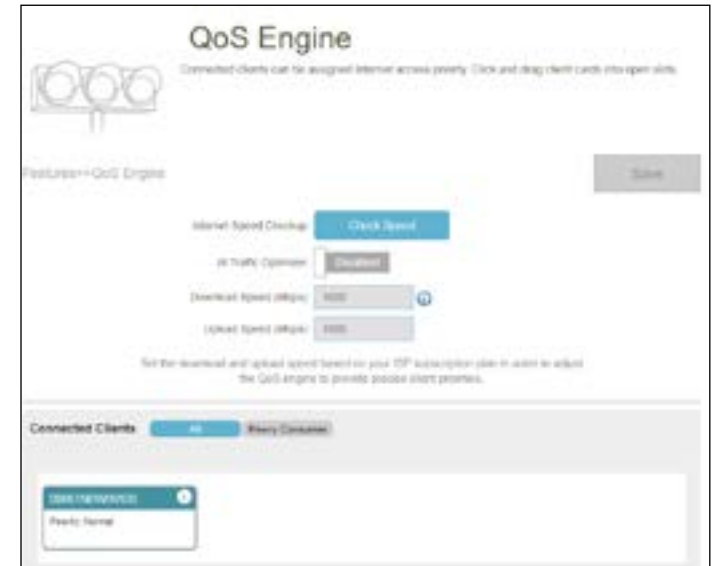 QoS Engine
Connected clients can be assigned Internet access priority. Click and drag client cards into open slots.
Features>>QoS Engine
Save
Internet Speed Checkup
Check Speed
AI Traffic Optimizer
Disabled
Download Speed (Mbps)
Upload Speed (Mbps)
Set the download and upload speed based on your ISP subscription plan in order to adjust
the QoS engine to provide precise client priorities.
Connected Clients
All
Heavy Consumer
Priority: Normal